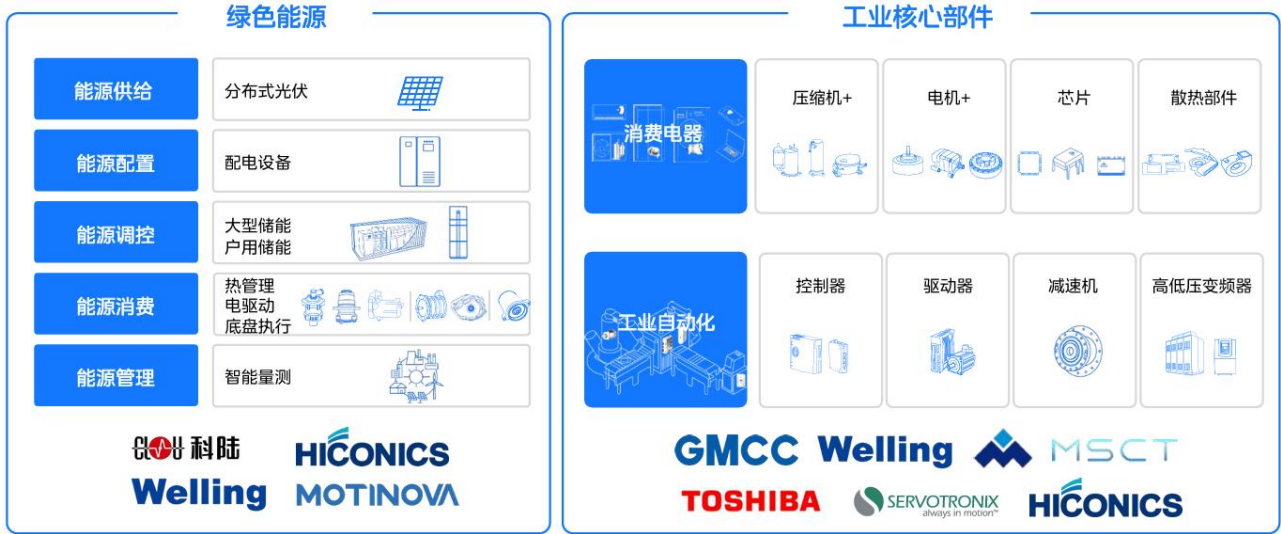 绿色能源
能源供给
分布式光伏
能源配置
配电设备
能源调控
大型储能
户用储能
能源消费
热管理
电驱动
底盘执行
能源管理
智能量测
CLOU 科陆
HICONICS
Welling
MOTINOVA
工业核心部件
消费电器
压缩机+
电机+
芯片
散热部件
工业自动化
控制器
驱动器
减速机
高低压变频器
GMCC
Welling
MSCT
TOSHIBA
SERVOTRONIX
always in motion™
HICONICS